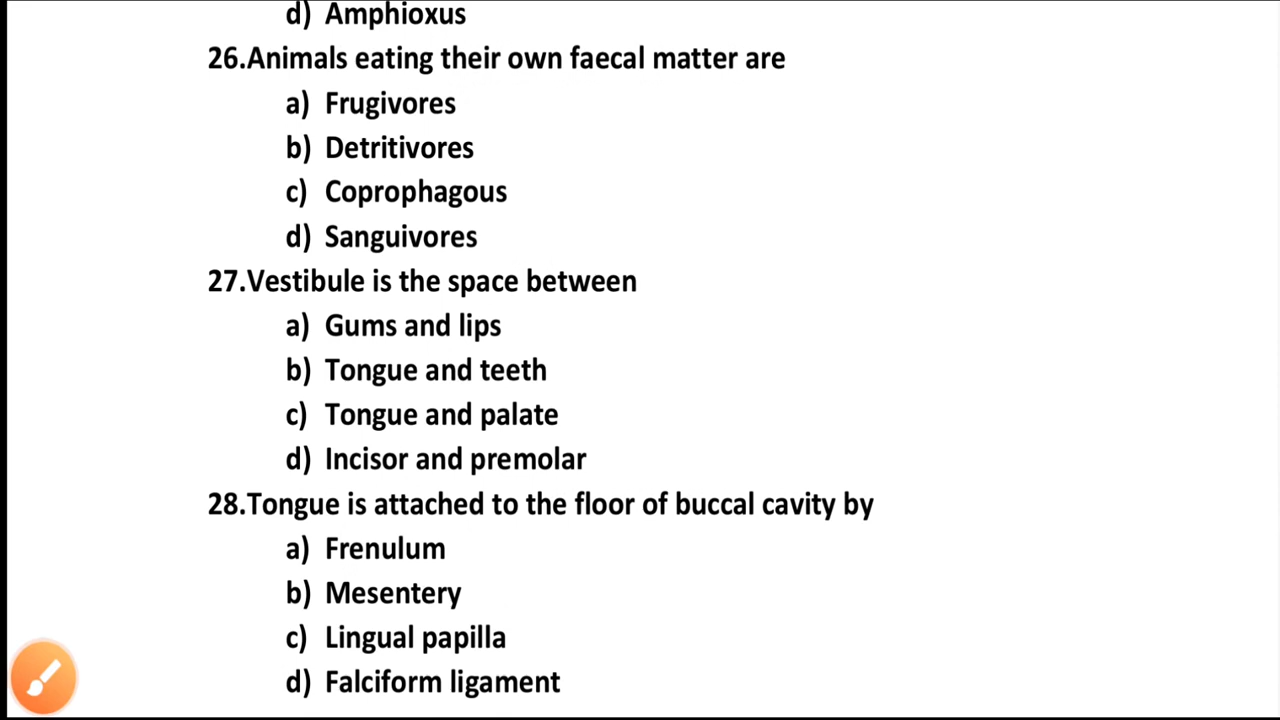 d) Amphioxus
26.Animals eating their own faecal matter are
a) Frugivores
b) Detritivores
c) Coprophagous
d) Sanguivores
27.Vestibule is the space between
a) Gums and lips
b) Tongue and teeth
c) Tongue and palate
d) Incisor and premolar
28.Tongue is attached to the floor of buccal cavity by
a) Frenulum
b) Mesentery
c) Lingual papilla
d) Falciform ligament